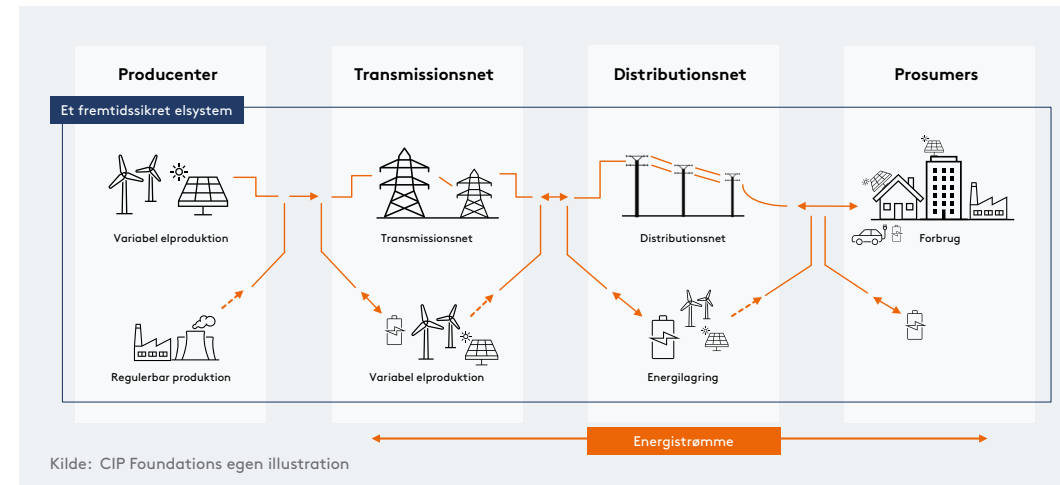 Producenter
Transmissionsnet
Distributionsnet
Prosumers
Et fremtidssikret elsystem
Variabel elproduktion
Transmissionsnet
Distributionsnet
Forbrug
Regulerbar produktion
Variabel elproduktion
Energilagring
Energistrømme
Kilde: CIP Foundations egen illustration